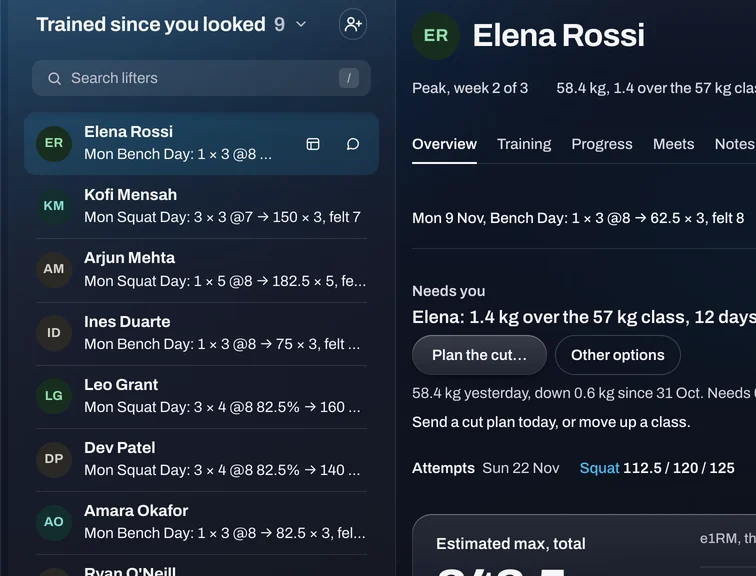 Trained since you looked 9
Search lifters /
ER Elena Rossi
Mon Bench Day: 1 × 3 @8 ...
KM Kofi Mensah
Mon Squat Day: 3 × 3 @7 → 150 × 3, felt 7
AM Arjun Mehta
Mon Squat Day: 1 × 5 @8 → 182.5 × 5, fe...
ID Ines Duarte
Mon Bench Day: 1 × 3 @8 → 75 × 3, felt ...
LG Leo Grant
Mon Squat Day: 3 × 4 @8 82.5% → 160 ...
DP Dev Patel
Mon Squat Day: 3 × 4 @8 82.5% → 140 ...
AO Amara Okafor
Mon Bench Day: 1 × 3 @8 → 82.5 × 3, fel...
Ryan O'Neill
ER Elena Rossi
Peak, week 2 of 3 58.4 kg, 1.4 over the 57 kg clas
Overview Training Progress Meets Notes
Mon 9 Nov, Bench Day: 1 × 3 @8 → 62.5 × 3, felt 8
Needs you
Elena: 1.4 kg over the 57 kg class, 12 days
Plan the cut... Other options
58.4 kg yesterday, down 0.6 kg since 31 Oct. Needs
Send a cut plan today, or move up a class.
Attempts Sun 22 Nov Squat 112.5 / 120 / 125
Estimated max, total
e1RM, th